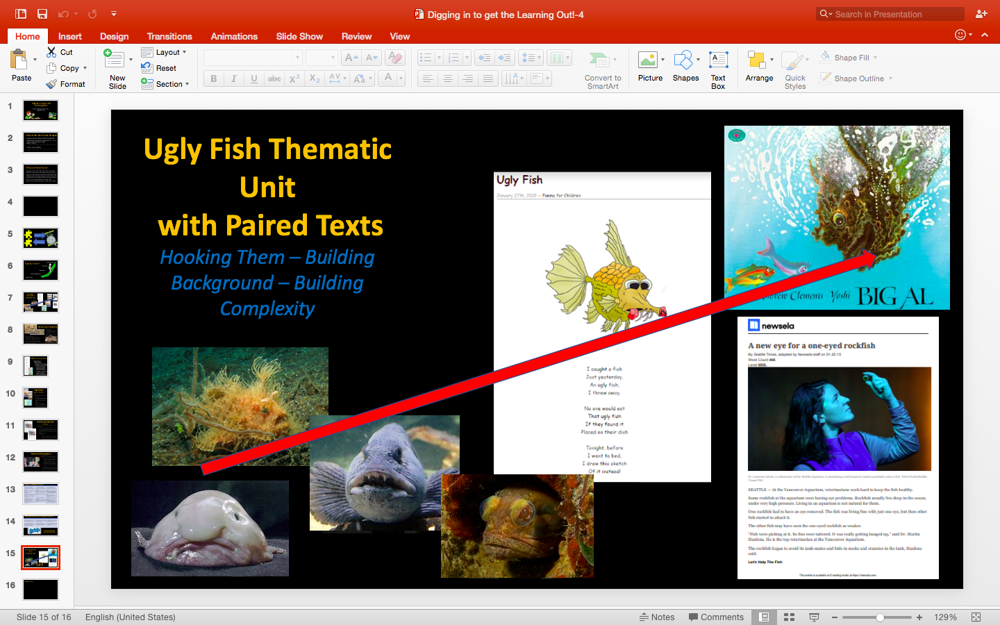 Digging in to get the Learning Out!-4
Search in Presentation
Home
Insert
Design
Transitions
Animations
Slide Show
Review
View
Paste
Cut
Copy
Format
New
Slide
Layout
Reset
Section
B
I
U
abc
X²
X₂
AV
Aa
A
Convert to
SmartArt
Picture
Shapes
Text
Box
Arrange
Quick
Styles
Shape Fill
Shape Outline
1
2
3
4
5
6
7
8
9
10
11
12
13
14
15
16
Ugly Fish Thematic
Unit
with Paired Texts
Hooking Them – Building
Background – Building
Complexity
Ugly Fish
January 27th, 2019 — Poems for Children
I caught a fish
Just yesterday.
An ugly fish,
I threw away.
No one would eat
That ugly fish
If they found it
Placed on their dish
Tonight, before
I went to bed,
I drew this sketch
Of it instead!
Clements Yoshi
BIG AL
newsela
A new eye for a one-eyed rockfish
By Seattle Times, adapted by Newsela staff on 01.25.15
Word Count 466
Level
SEATTLE — At the Vancouver Aquarium, veterinarians work hard to keep the fish healthy.
Some rockfish at the aquarium were having eye problems. Rockfish usually live deep in the ocean,
under very high pressure. Living in an aquarium is not natural for them.
One rockfish had to have an eye removed. The fish was living fine with just one eye, but then other
fish started to attack it.
The other fish may have seen the one-eyed rockfish as weaker.
"Fish were picking at it. Its fins were tattered. It was really getting banged up," said Dr. Martin
Haulena. He is the top veterinarian at the Vancouver Aquarium.
The rockfish began to avoid its tank-mates and hide in nooks and crannies in the tank, Haulena
said.
Let's Help The Fish
This article is available at 5 reading levels at https://newsela.com.
Slide 15 of 16
English (United States)
Notes
Comments
129%